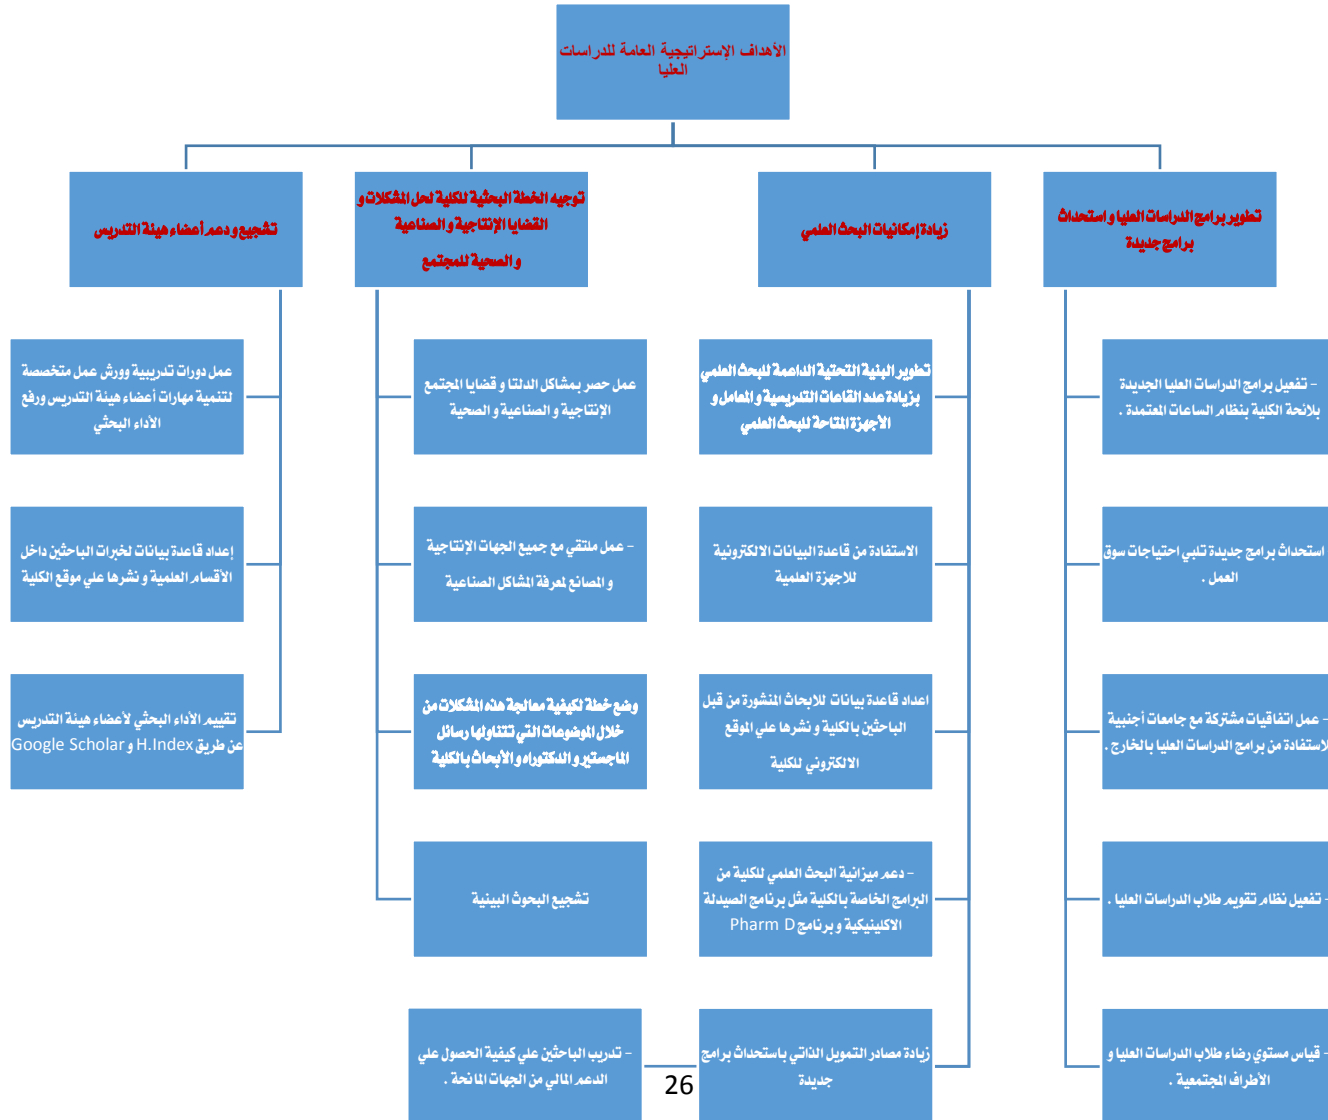 الأهداف الإستراتيجية العامة للدراسات
العليا
تطوير برامج الدراسات العليا و استحداث
برامج جديدة
زيادة إمكانيات البحث العلمي
توجيه الخطة البحثية للكلية لحل المشكلات و
القضايا الإنتاجية و الصناعية
و الصحية للمجتمع
تشجيع ودعم أعضاء هيئة التدريس
- تفعيل برامج الدراسات العليا الجديدة
بلائحة الكلية بنظام الساعات المعتمدة .
استحداث برامج جديدة تلبي احتياجات سوق
العمل .
- عمل اتفاقيات مشتركة مع جامعات أجنبية
للاستفادة من برامج الدراسات العليا بالخارج .
- تفعيل نظام تقويم طلاب الدراسات العليا .
- قياس مستوي رضاء طلاب الدراسات العليا و
الأطراف المجتمعية .
تطوير البنية التحتية الداعمة للبحث العلمي
بزيادة عدد القاعات التدريسية و المعامل و
الأجهزة المتاحة للبحث العلمي
الاستفادة من قاعدة البيانات الالكترونية
للاجهزة العلمية
اعداد قاعدة بيانات للابحاث المنشورة من قبل
الباحثين بالكلية و نشرها علي الموقع
الالكتروني للكلية
- دعم ميزانية البحث العلمي للكلية من
البرامج الخاصة بالكلية مثل برنامج الصيدلة
الاكلينيكية و برنامج Pharm D
زيادة مصادر التمويل الذاتي باستحداث برامج
جديدة
- تدريب الباحثين علي كيفية الحصول علي
الدعم المالي من الجهات المانحة .
عمل حصر بمشاكل الدلتا و قضايا المجتمع
الإنتاجية و الصناعية و الصحية
- عمل ملتقي مع جميع الجهات الإنتاجية
و المصانع لمعرفة المشاكل الصناعية
وضع خطة لكيفية معالجة هذه المشكلات من
خلال الموضوعات التي تتناولها رسائل
الماجستير و الدكتوراه و الأبحاث بالكلية
تشجيع البحوث البينية
عمل دورات تدريبية وورش عمل متخصصة
لتنمية مهارات أعضاء هيئة التدريس ورفع
الأداء البحثي
إعداد قاعدة بيانات لخبرات الباحثين داخل
الأقسام العلمية و نشرها علي موقع الكلية
تقييم الأداء البحثي لأعضاء هيئة التدريس
عن طريق H.Index و Google Scholar
26